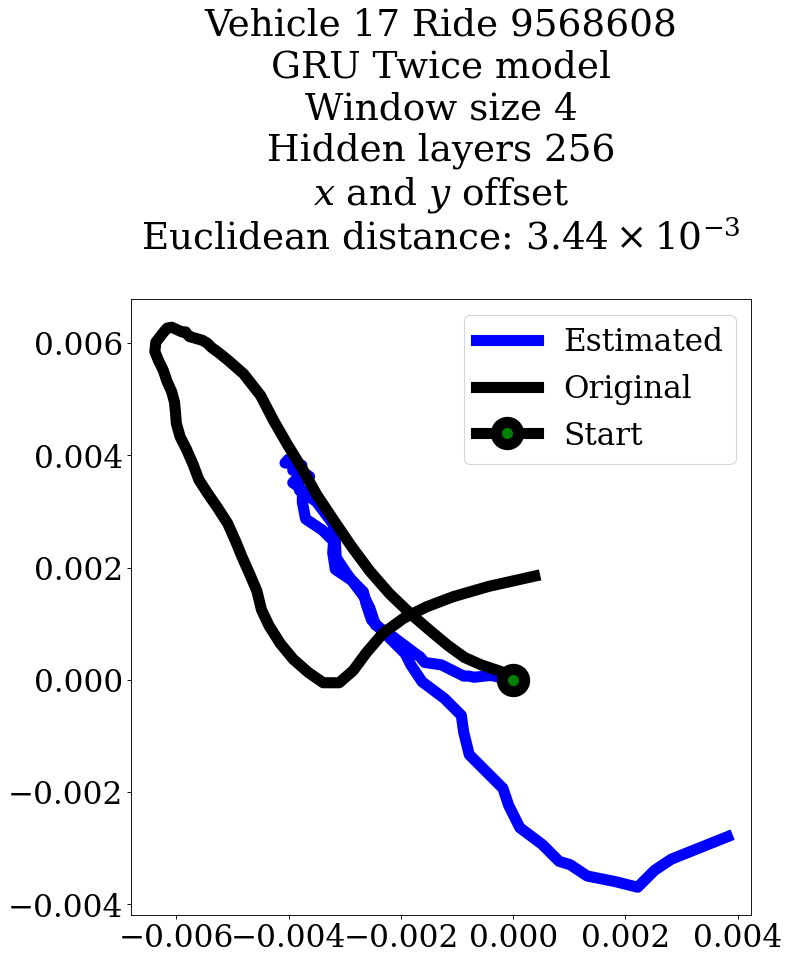 Vehicle 17 Ride 9568608
GRU Twice model
Window size 4
Hidden layers 256
x and y offset
Euclidean distance: 3.44 × 10⁻³
Estimated
Original
Start
0.006
0.004
0.002
0.000
−0.002
−0.004
−0.006 −0.004 −0.002 0.000 0.002 0.004